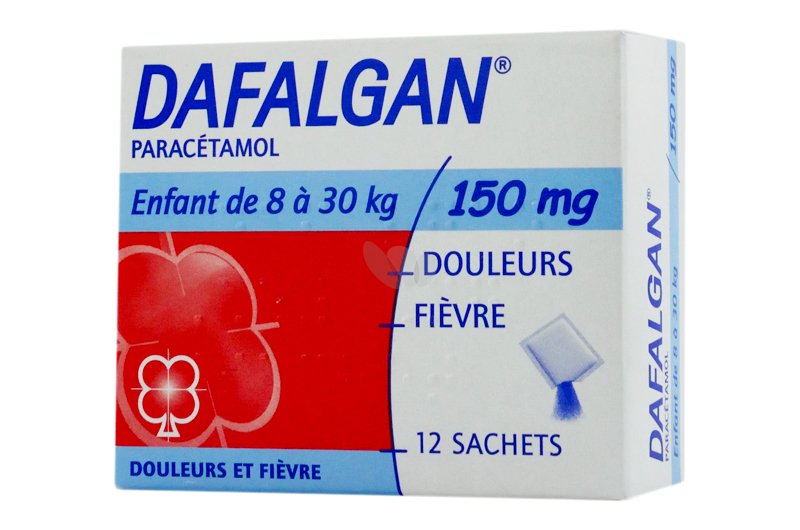 DAFALGAN®
PARACÉTAMOL
Enfant de 8 à 30 kg / 150 mg
DOULEURS
FIÈVRE
12 SACHETS
DOULEURS ET FIÈVRE
DAFALGAN® / 150 mg
PARACÉTAMOL
Enfant de 8 à 30 kg